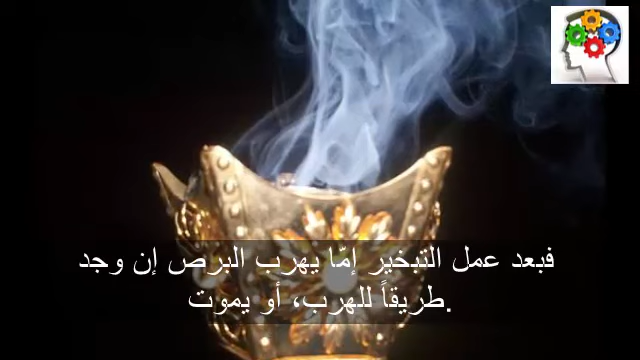 فبعد عمل التبخير إمّا يهرب البرص إن وجد
طريقاً للهرب، أو يموت.